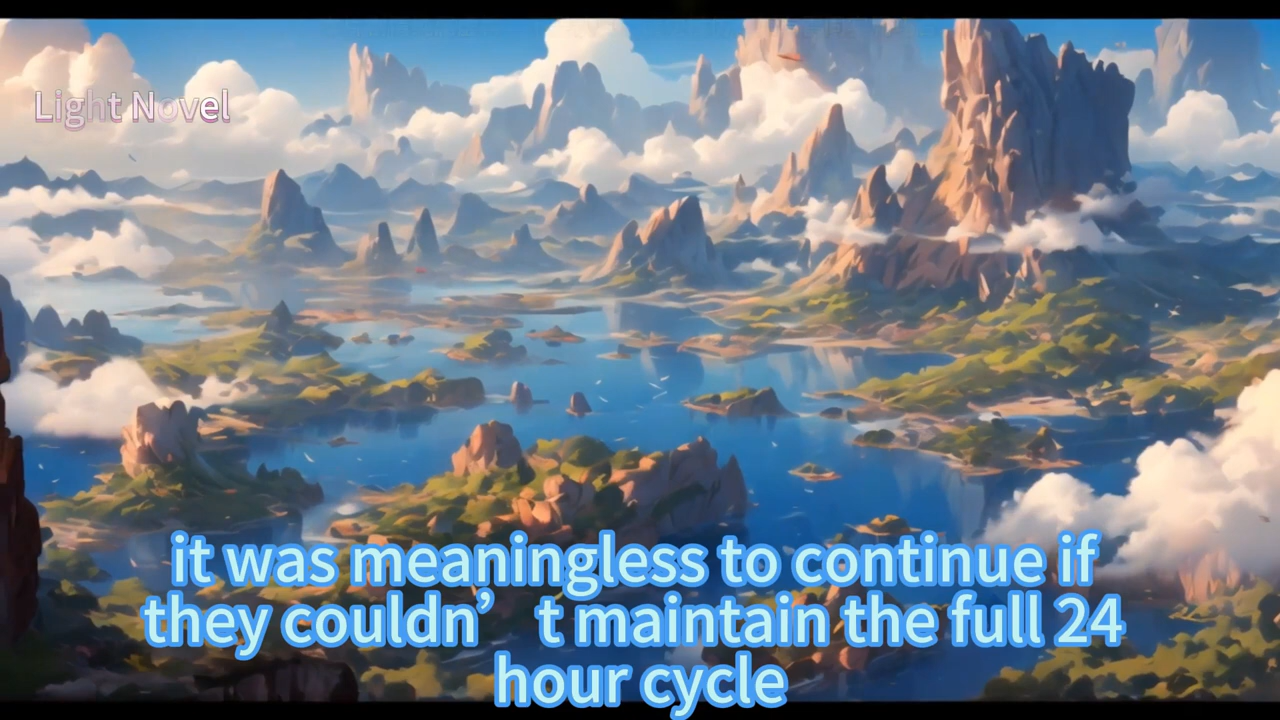 Light Novel
it was meaningless to continue if
they couldn’t maintain the full 24
hour cycle